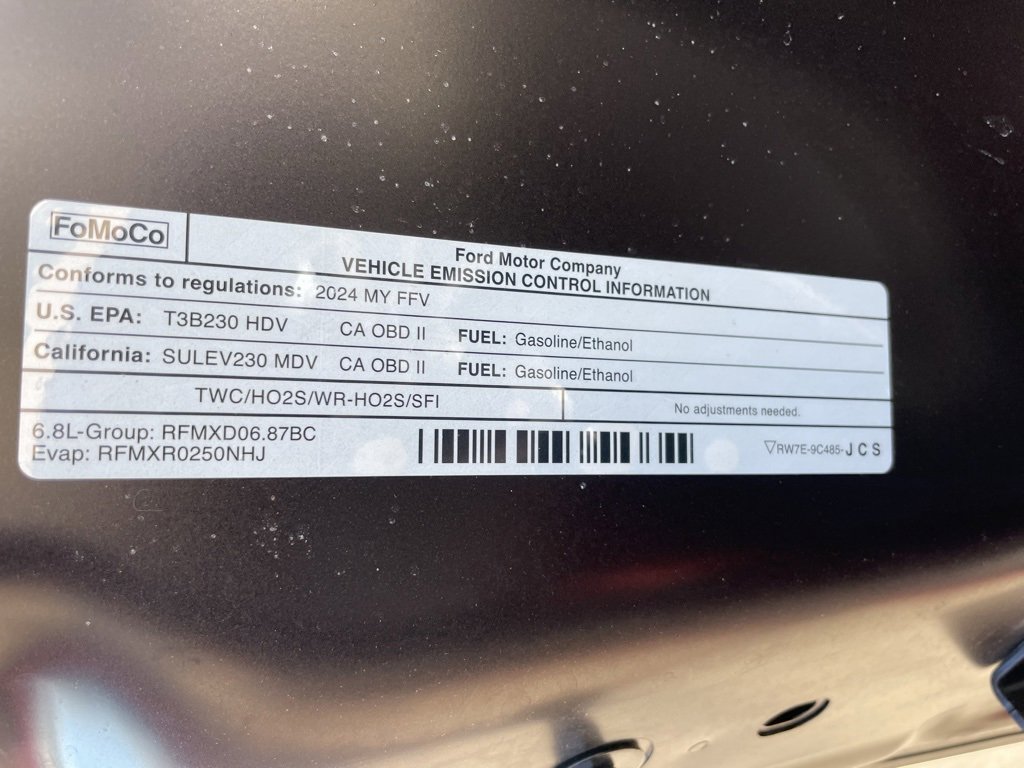 FoMoCo
Ford Motor Company
VEHICLE EMISSION CONTROL INFORMATION
Conforms to regulations: 2024 MY FFV
U.S. EPA: T3B230 HDV CA OBD II FUEL: Gasoline/Ethanol
California: SULEV230 MDV CA OBD II FUEL: Gasoline/Ethanol
TWC/HO2S/WR-HO2S/SFI No adjustments needed.
6.8L-Group: RFMXD06.87BC
Evap: RFMXR0250NHJ
▽RW7E-9C485-J C S